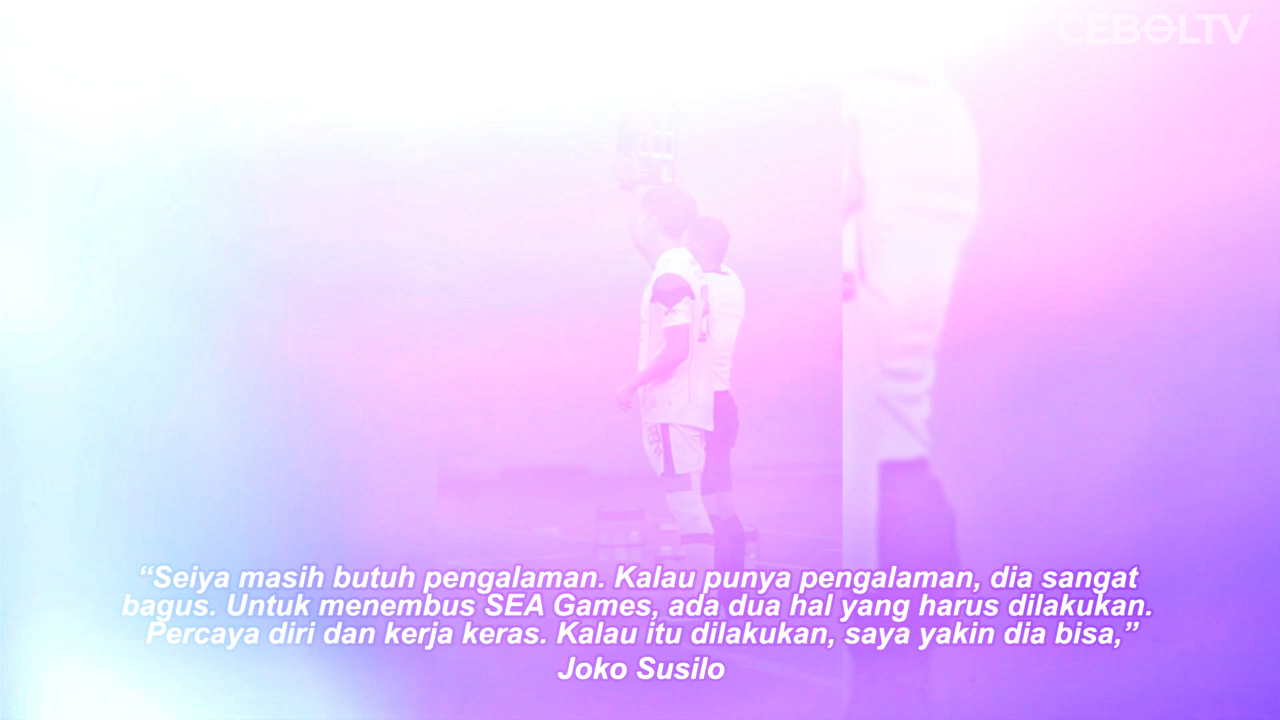 CEBOLTV
“Seiya masih butuh pengalaman. Kalau punya pengalaman, dia sangat
bagus. Untuk menembus SEA Games, ada dua hal yang harus dilakukan.
Percaya diri dan kerja keras. Kalau itu dilakukan, saya yakin dia bisa,”
Joko Susilo